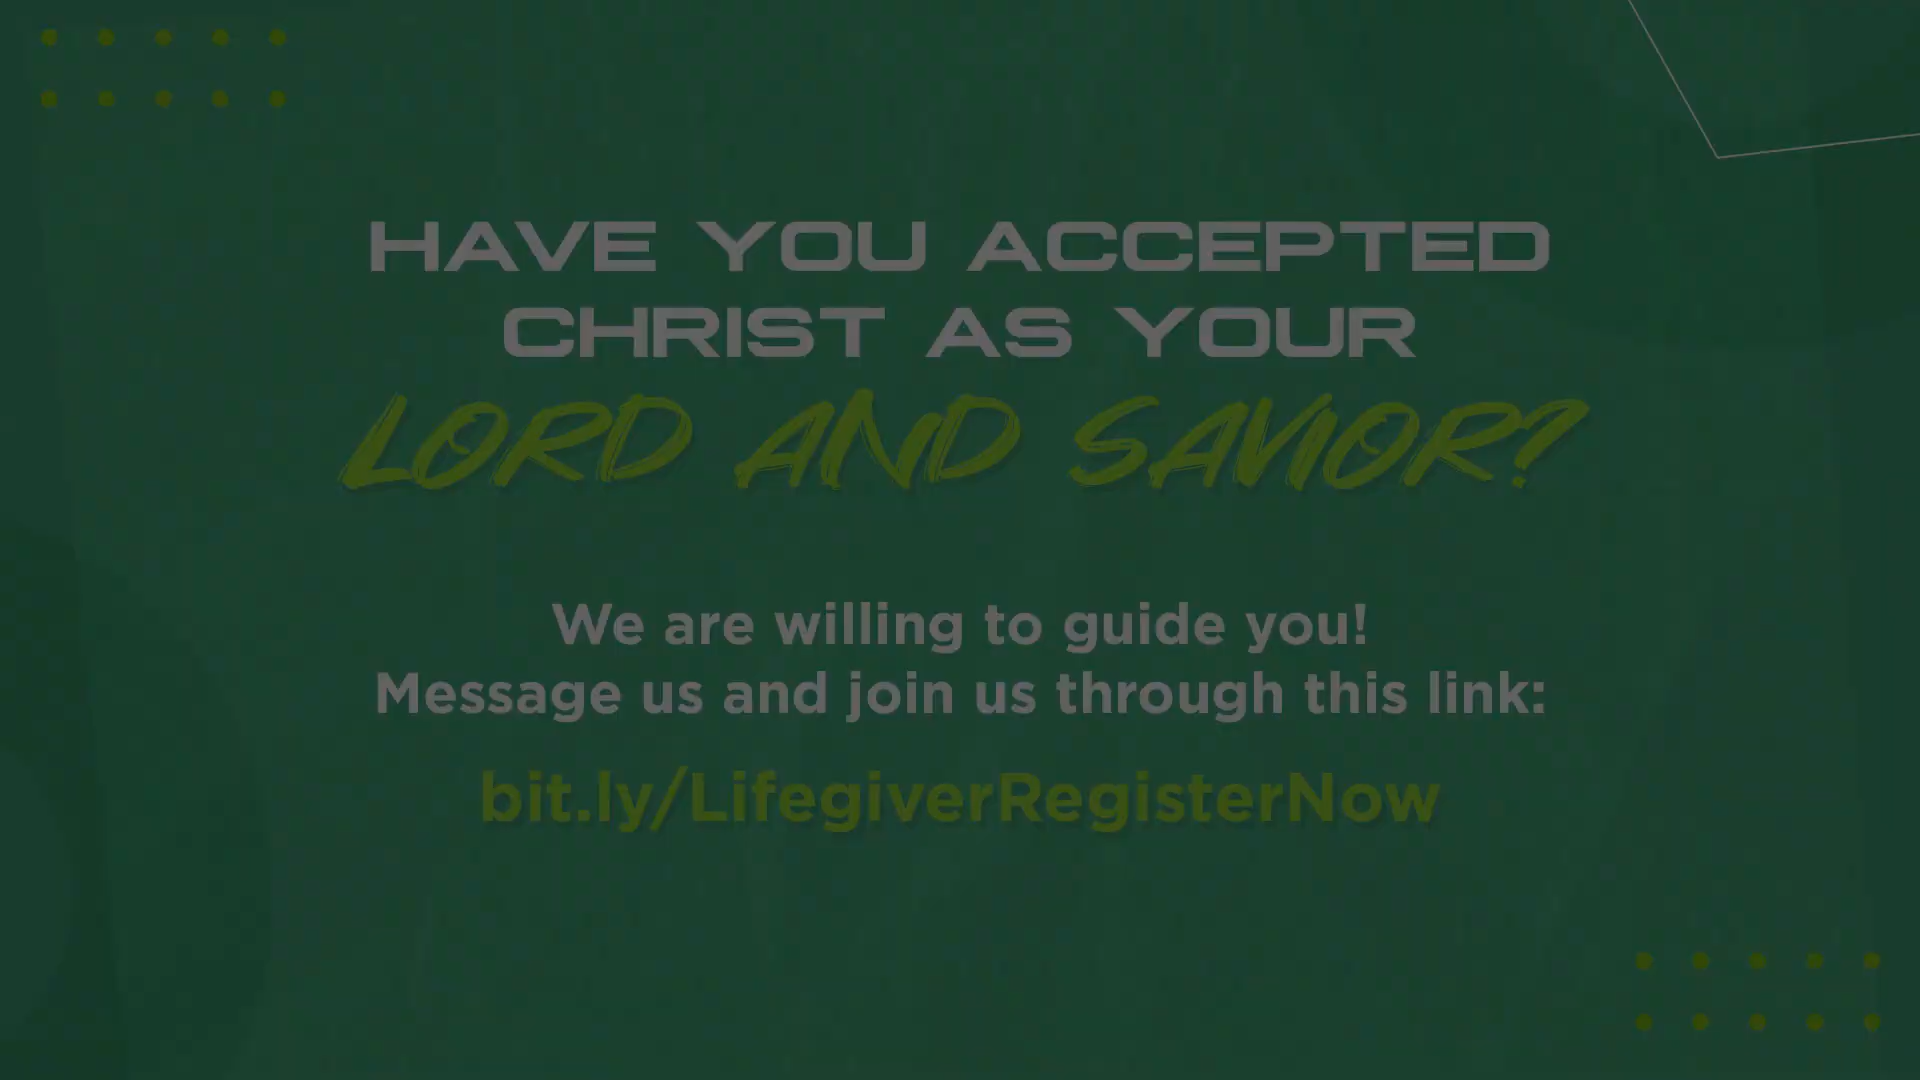 HAVE YOU ACCEPTED
CHRIST AS YOUR
LORD AND SAVIOR?
We are willing to guide you!
Message us and join us through this link:
bit.ly/LifegiverRegisterNow